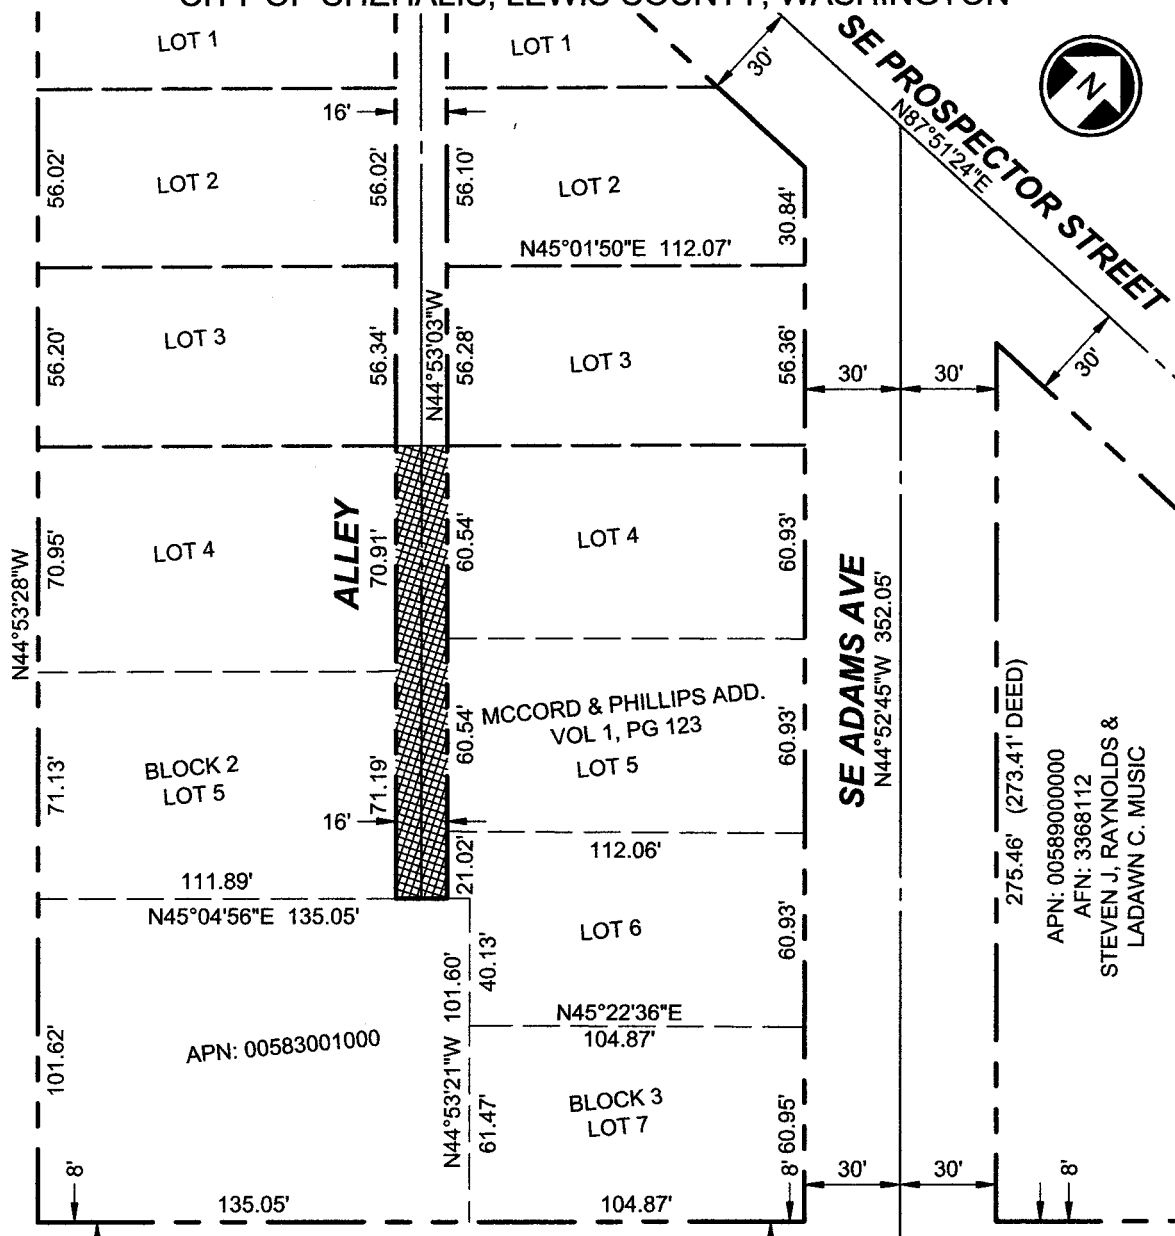 CITY OF CHEHALIS, LEWIS COUNTY, WASHINGTON
LOT 1
LOT 1
30'
SE PROSPECTOR STREET
N87°51'24"E
N
16'
56.02'
LOT 2
56.02'
56.10'
LOT 2
30.84'
N45°01'50"E 112.07'
56.20'
LOT 3
56.34'
N44°53'03"W
56.28'
LOT 3
56.36'
30'
30'
30'
N44°53'28"W
70.95'
LOT 4
ALLEY
70.91'
60.54'
LOT 4
60.93'
SE ADAMS AVE
N44°52'45"W 352.05'
71.13'
BLOCK 2
LOT 5
71.19'
60.54'
MCCORD & PHILLIPS ADD.
VOL 1, PG 123
LOT 5
60.93'
16'
21.02'
112.06'
111.89'
N45°04'56"E 135.05'
LOT 6
60.93'
275.46' (273.41' DEED)
APN: 005890000000
AFN: 3368112
STEVEN J, RAYNOLDS &
LADAWN C. MUSIC
101.62'
APN: 00583001000
N44°53'21"W 101.60'
40.13'
N45°22'36"E
104.87'
61.47'
BLOCK 3
LOT 7
60.95'
8'
135.05'
104.87'
8'
30'
30'
8'